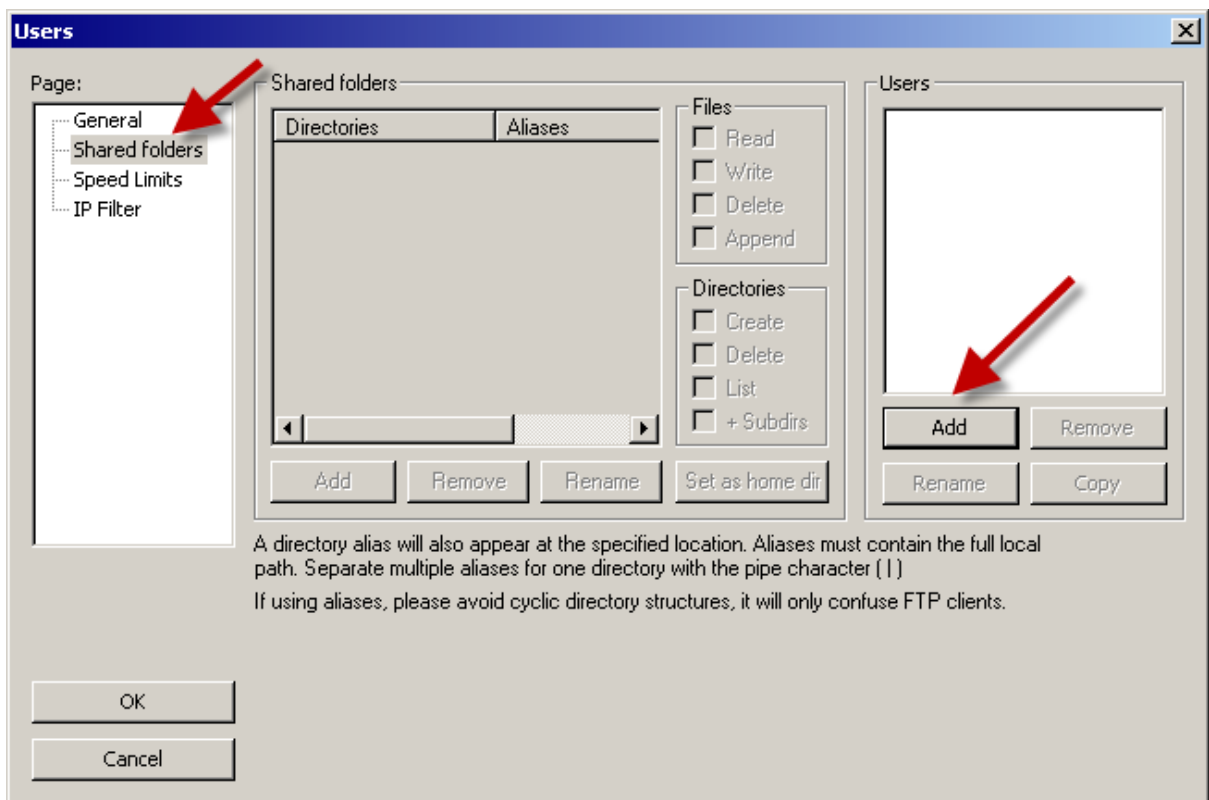 Users
Page:
General
Shared folders
Speed Limits
IP Filter
Shared folders
Directories Aliases
Files
Read
Write
Delete
Append
Directories
Create
Delete
List
+ Subdirs
Add Remove Rename Set as home dir
Users
Add Remove
Rename Copy
A directory alias will also appear at the specified location. Aliases must contain the full local
path. Separate multiple aliases for one directory with the pipe character ( | )
If using aliases, please avoid cyclic directory structures, it will only confuse FTP clients.
OK
Cancel